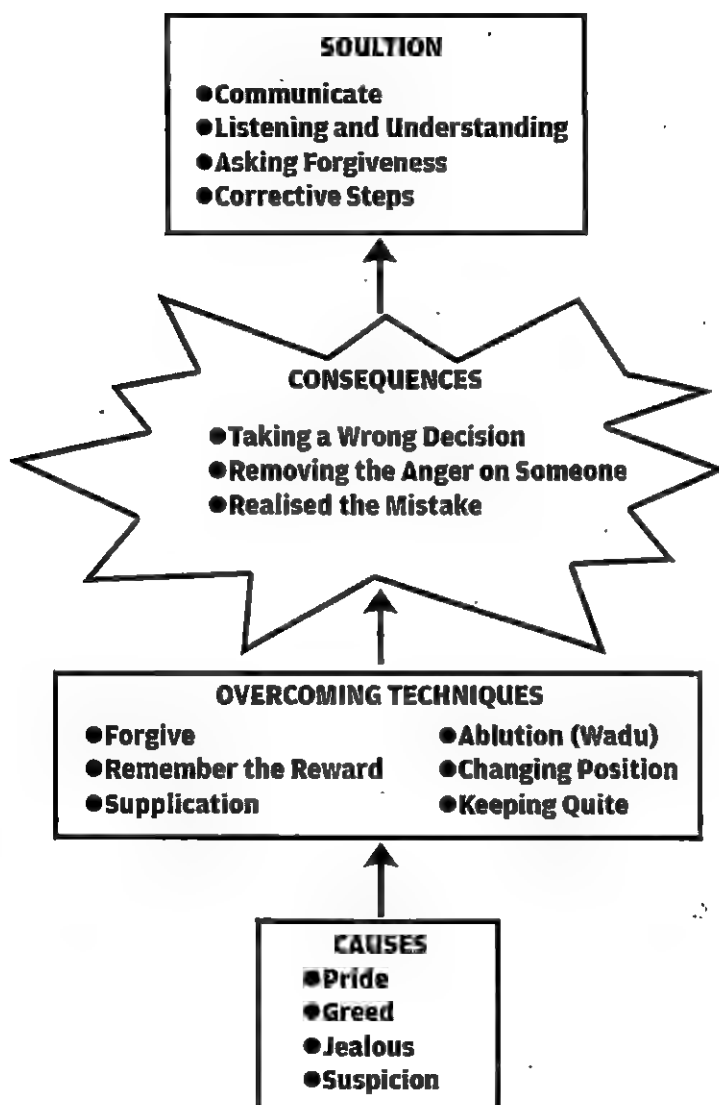 SOULTION
●Communicate
●Listening and Understanding
●Asking Forgiveness
●Corrective Steps
CONSEQUENCES
●Taking a Wrong Decision
●Removing the Anger on Someone
●Realised the Mistake
OVERCOMING TECHNIQUES
●Forgive
●Remember the Reward
●Supplication
●Ablution (Wadu)
●Changing Position
●Keeping Quite
CAUSES
●Pride
●Greed
●Jealous
●Suspicion